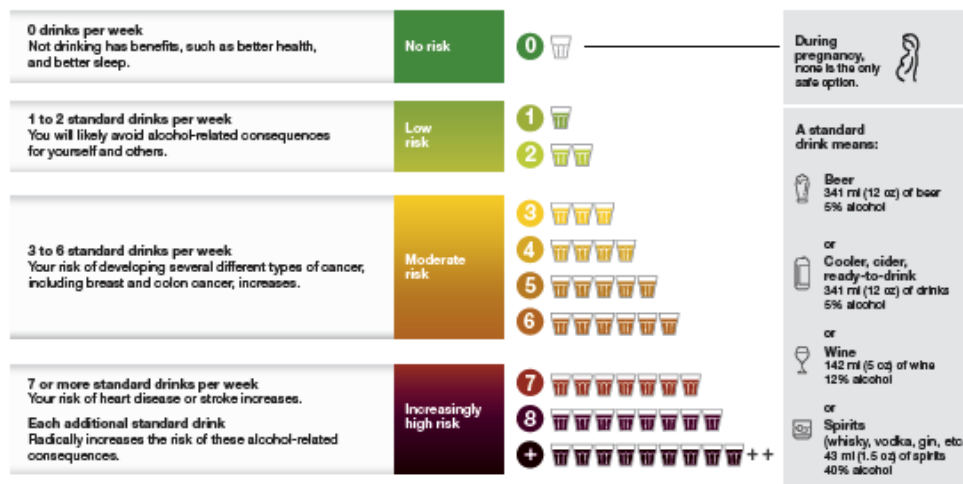 0 drinks per week
Not drinking has benefits, such as better health,
and better sleep.
No risk
0
During
pregnancy,
none is the only
safe option.
1 to 2 standard drinks per week
You will likely avoid alcohol-related consequences
for yourself and others.
Low
risk
1
2
3 to 6 standard drinks per week
Your risk of developing several different types of cancer,
including breast and colon cancer, increases.
Moderate
risk
3
4
5
6
7 or more standard drinks per week
Your risk of heart disease or stroke increases.
Each additional standard drink
Radically increases the risk of these alcohol-related
consequences.
Increasingly
high risk
7
8
+
++
A standard
drink means:
Beer
341 ml (12 oz) of beer
5% alcohol
or
Cooler, cider,
ready-to-drink
341 ml (12 oz) of drinks
5% alcohol
or
Wine
142 ml (5 oz) of wine
12% alcohol
or
Spirits
(whisky, vodka, gin, etc
43 ml (1.5 oz) of spirits
40% alcohol